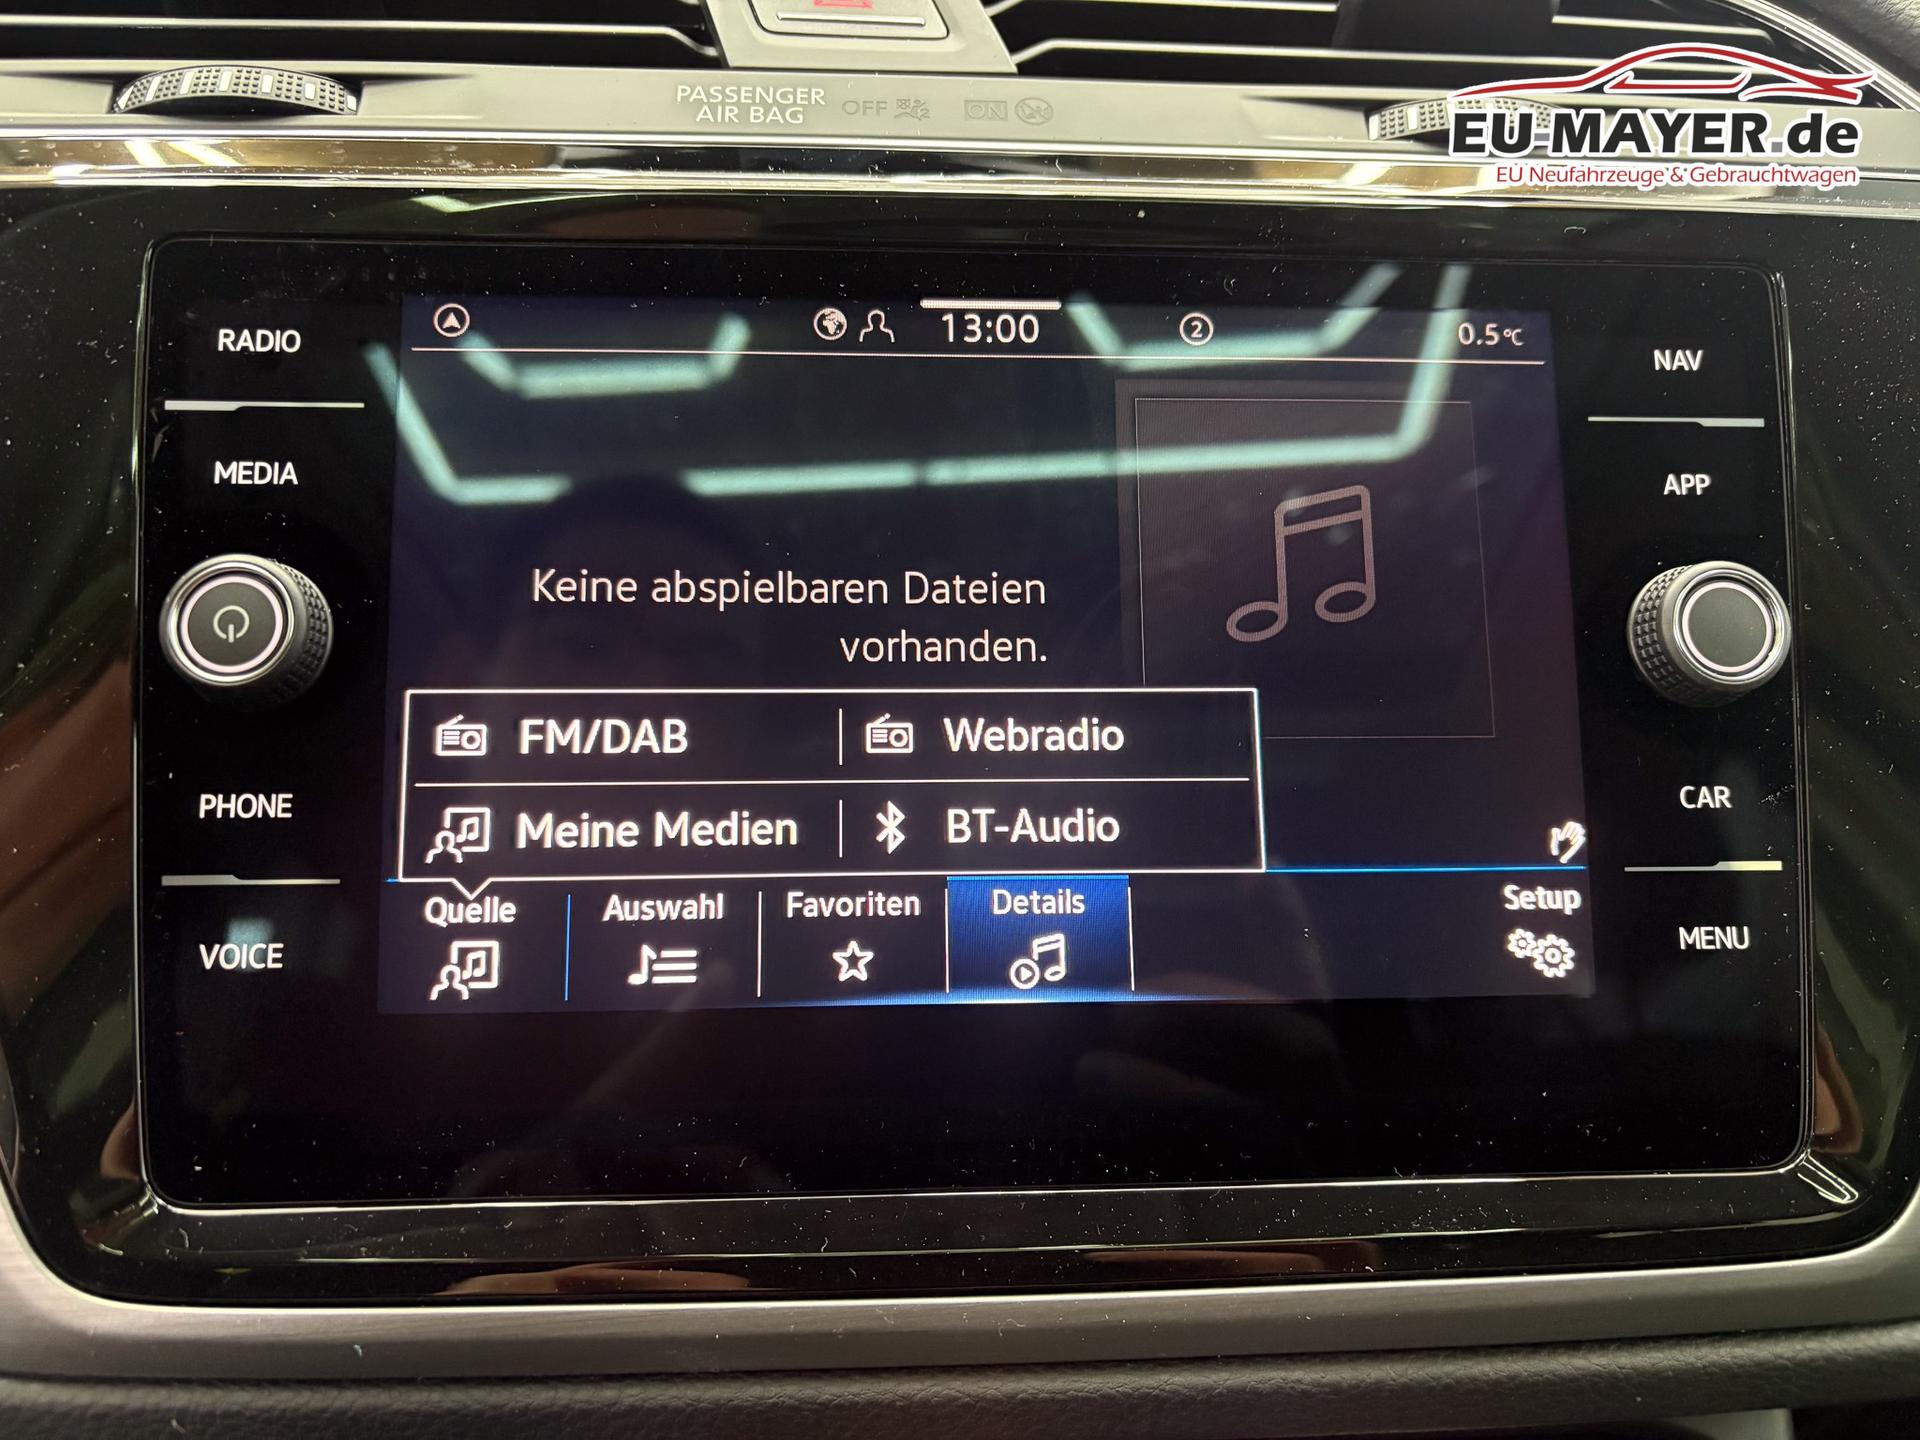 PASSENGER
AIR BAG
OFF
ON
EU-MAYER.de
EU Neufahrzeuge & Gebrauchtwagen
RADIO
MEDIA
PHONE
VOICE
13:00
2
0.5°C
Keine abspielbaren Dateien
vorhanden.
FM/DAB
Webradio
Meine Medien
BT-Audio
Quelle
Auswahl
Favoriten
Details
Setup
NAV
APP
CAR
MENU